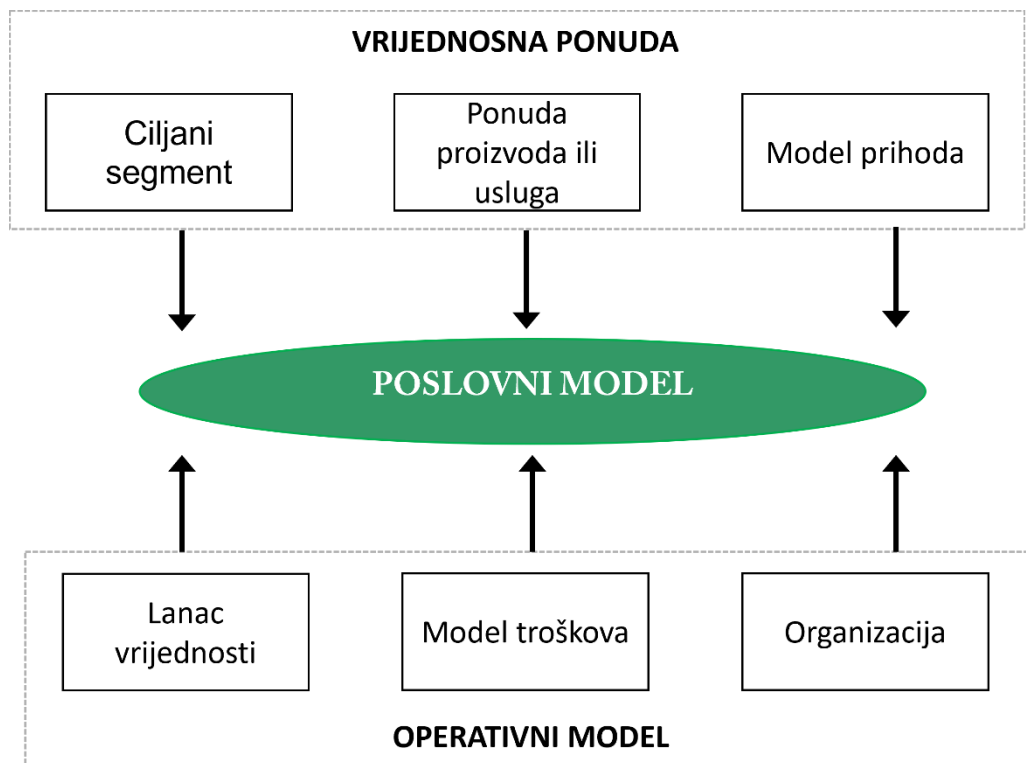 VRIJEDNOSNA PONUDA
Ciljani
segment
Ponuda
proizvoda ili
usluga
Model prihoda
POSLOVNI MODEL
Lanac
vrijednosti
Model troškova
Organizacija
OPERATIVNI MODEL